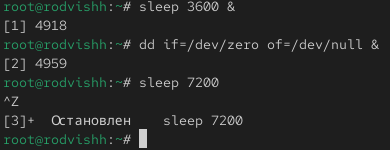 root@rodvishh:~# sleep 3600 &
[1] 4918
root@rodvishh:~# dd if=/dev/zero of=/dev/null &
[2] 4959
root@rodvishh:~# sleep 7200
^Z
[3]+  Остановлен    sleep 7200
root@rodvishh:~#